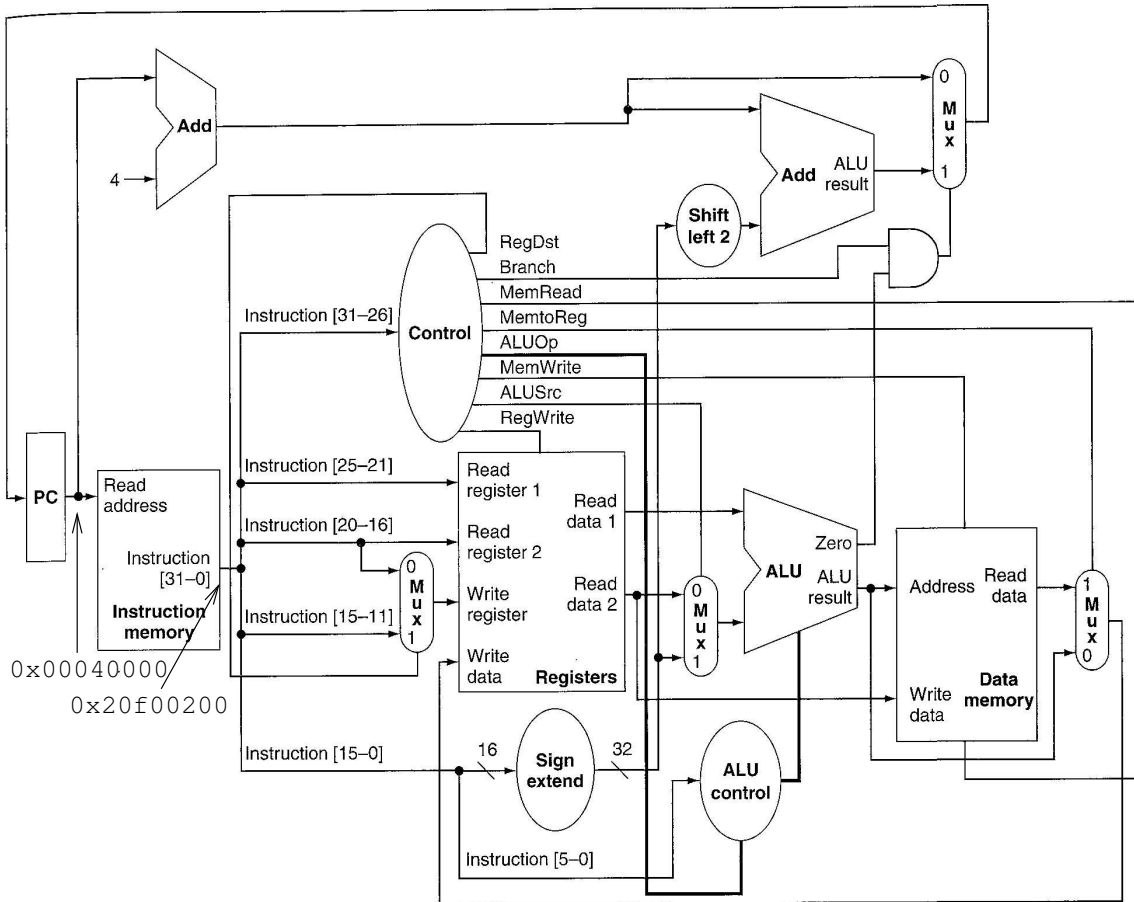 0
M
u
x
1
Add
4
Add
ALU
result
Shift
left 2
RegDst
Branch
MemRead
MemtoReg
ALUOp
MemWrite
ALUSrc
RegWrite
Control
Instruction [31–26]
Instruction [25–21]
Instruction [20–16]
Instruction [15–11]
PC
Read
address
Instruction
[31–0]
Instruction
memory
0x00040000
0x20f00200
0
M
u
x
1
Read
register 1
Read
register 2
Write
register
Write
data
Read
data 1
Read
data 2
Registers
0
M
u
x
1
Zero
ALU
ALU
result
Address
Read
data
Write
data
Data
memory
1
M
u
x
0
Instruction [15–0]
16
Sign
extend
32
ALU
control
Instruction [5–0]